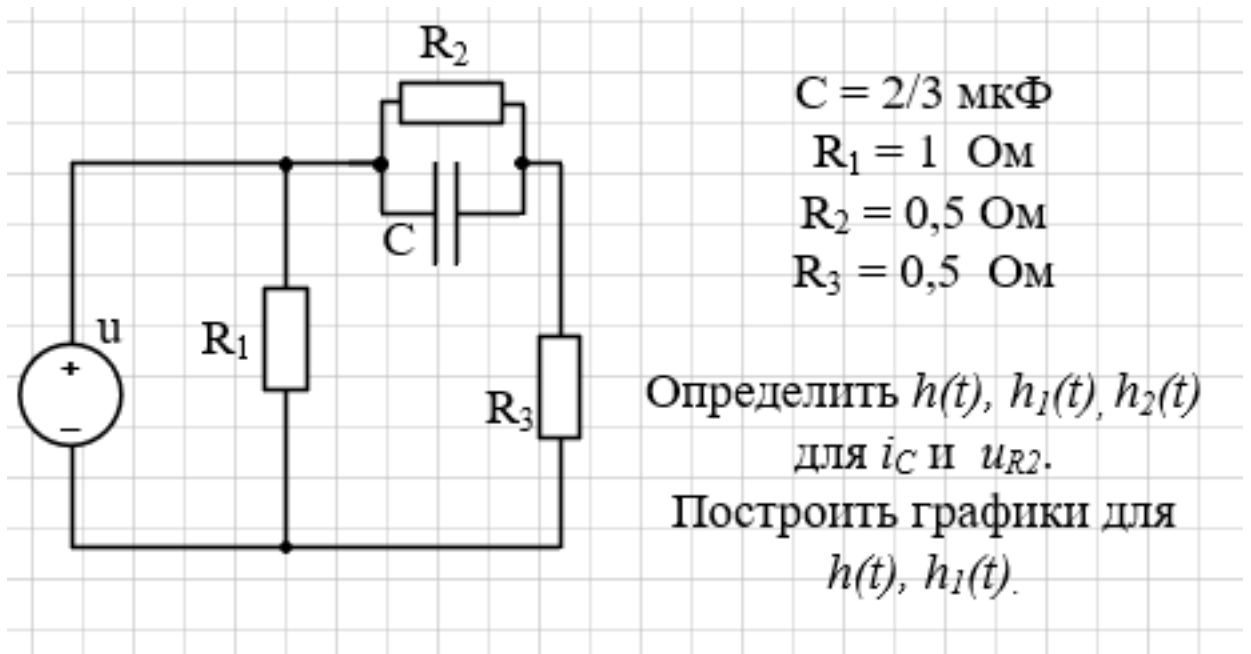 R₂
C
u
+
−
R₁
R₃
C = 2/3 мкФ
R₁ = 1 Ом
R₂ = 0,5 Ом
R₃ = 0,5 Ом
Определить h(t), h₁(t), h₂(t)
для iC и uR2.
Построить графики для
h(t), h₁(t).